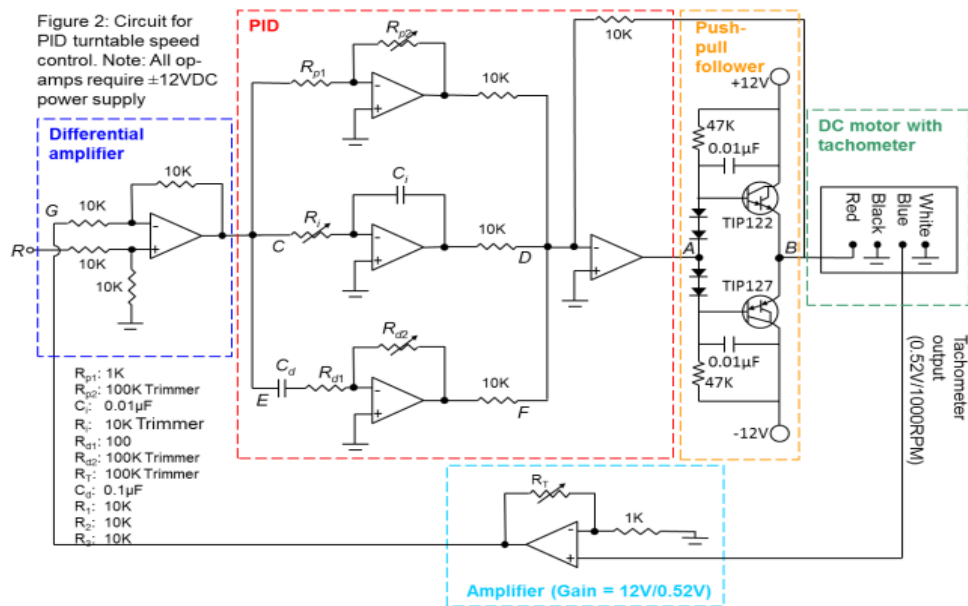 Figure 2: Circuit for
PID turntable speed
control. Note: All op-
amps require ±12VDC
power supply
PID
Rp2
Rp1
10K
10K
Push-
pull
follower
+12V
47K
0.01µF
TIP122
Differential
amplifier
10K
G
10K
R
10K
10K
Ci
C
Ri
10K
D
A
B
TIP127
0.01µF
47K
-12V
DC motor with
tachometer
Red
Black
Blue
White
Tachometer
output
(0.52V/1000RPM)
Rd2
Cd
Rd1
E
10K
F
Rp1: 1K
Rp2: 100K Trimmer
Ci: 0.01µF
Ri: 10K Trimmer
Rd1: 100
Rd2: 100K Trimmer
RT: 100K Trimmer
Cd: 0.1µF
R1: 10K
R2: 10K
R3: 10K
RT
1K
Amplifier (Gain = 12V/0.52V)
-
+
-
+
-
+
-
+
-
+
-
+